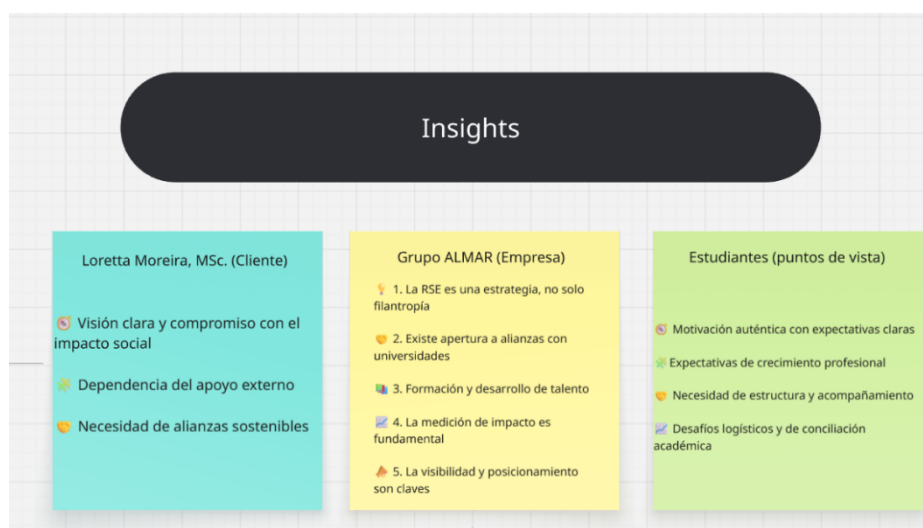 Insights
Loretta Moreira, MSc. (Cliente)
Visión clara y compromiso con el
impacto social
Dependencia del apoyo externo
Necesidad de alianzas sostenibles
Grupo ALMAR (Empresa)
1. La RSE es una estrategia, no solo
filantropía
2. Existe apertura a alianzas con
universidades
3. Formación y desarrollo de talento
4. La medición de impacto es
fundamental
5. La visibilidad y posicionamiento
son claves
Estudiantes (puntos de vista)
Motivación auténtica con expectativas claras
Expectativas de crecimiento profesional
Necesidad de estructura y acompañamiento
Desafíos logísticos y de conciliación
académica